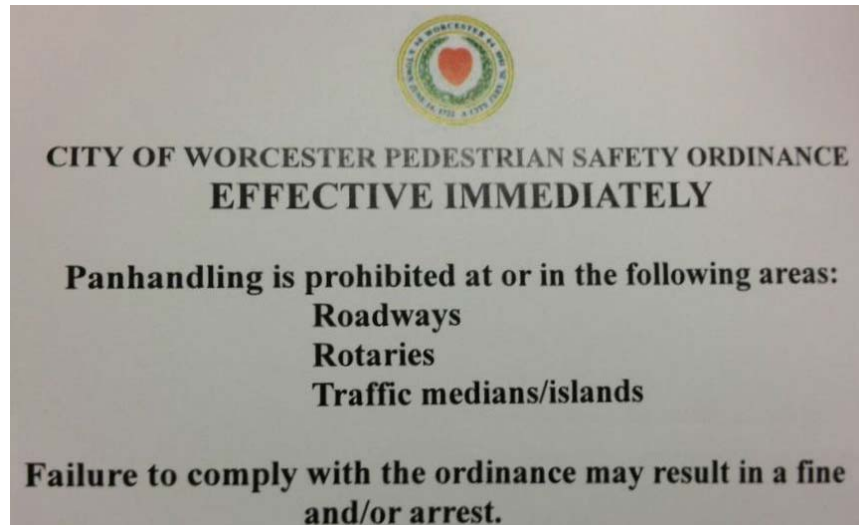 CITY OF WORCESTER PEDESTRIAN SAFETY ORDINANCE
EFFECTIVE IMMEDIATELY
Panhandling is prohibited at or in the following areas:
Roadways
Rotaries
Traffic medians/islands
Failure to comply with the ordinance may result in a fine
and/or arrest.